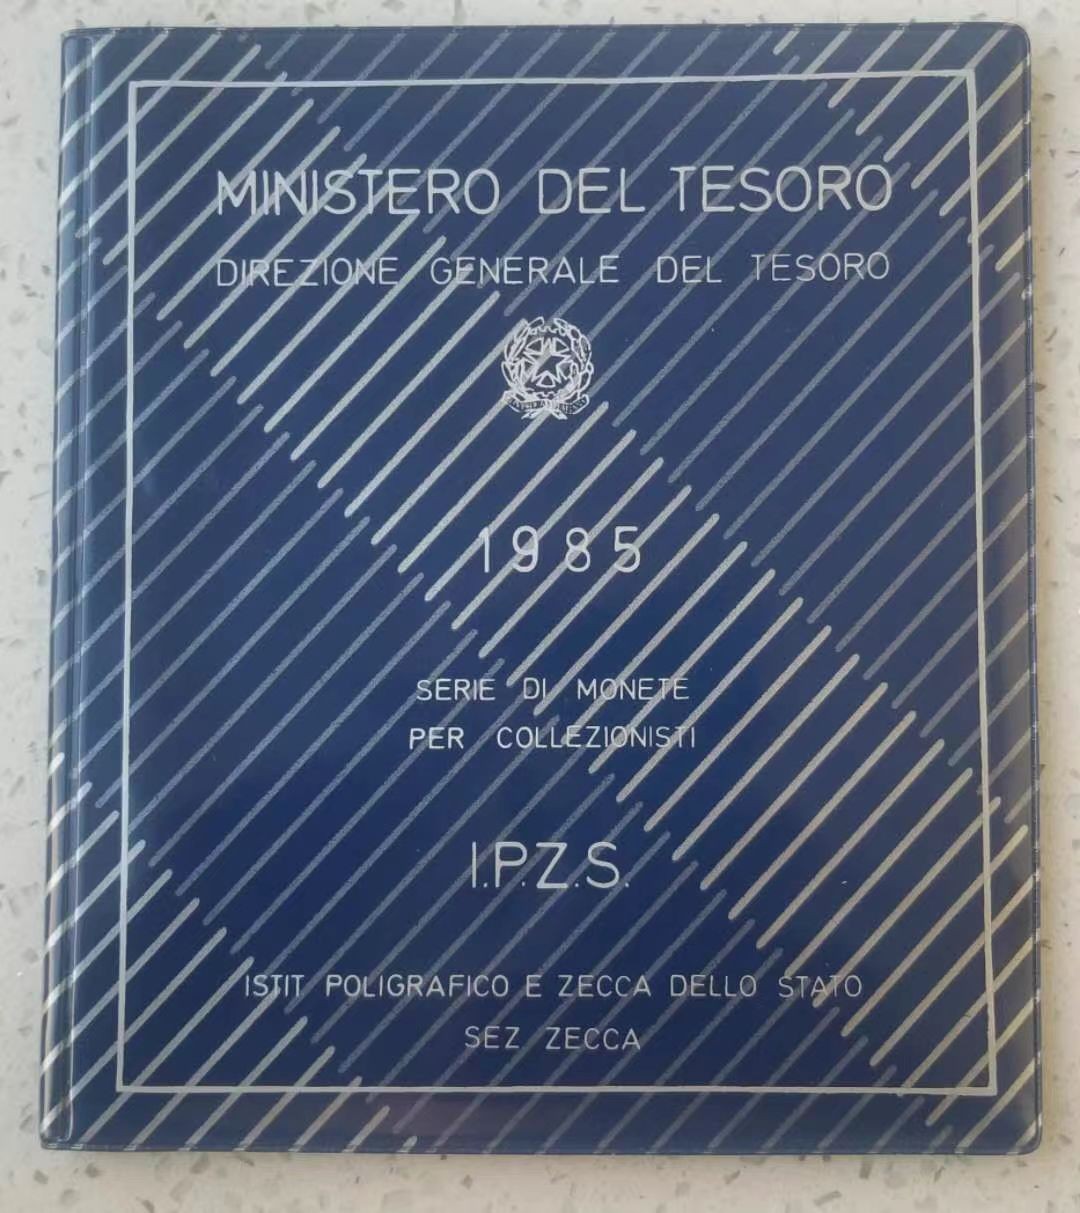 MINISTERO DEL TESORO
DIREZIONE GENERALE DEL TESORO
1985
SERIE DI MONETE
PER COLLEZIONISTI
I.P.Z.S.
ISTIT POLIGRAFICO E ZECCA DELLO STATO
SEZ ZECCA